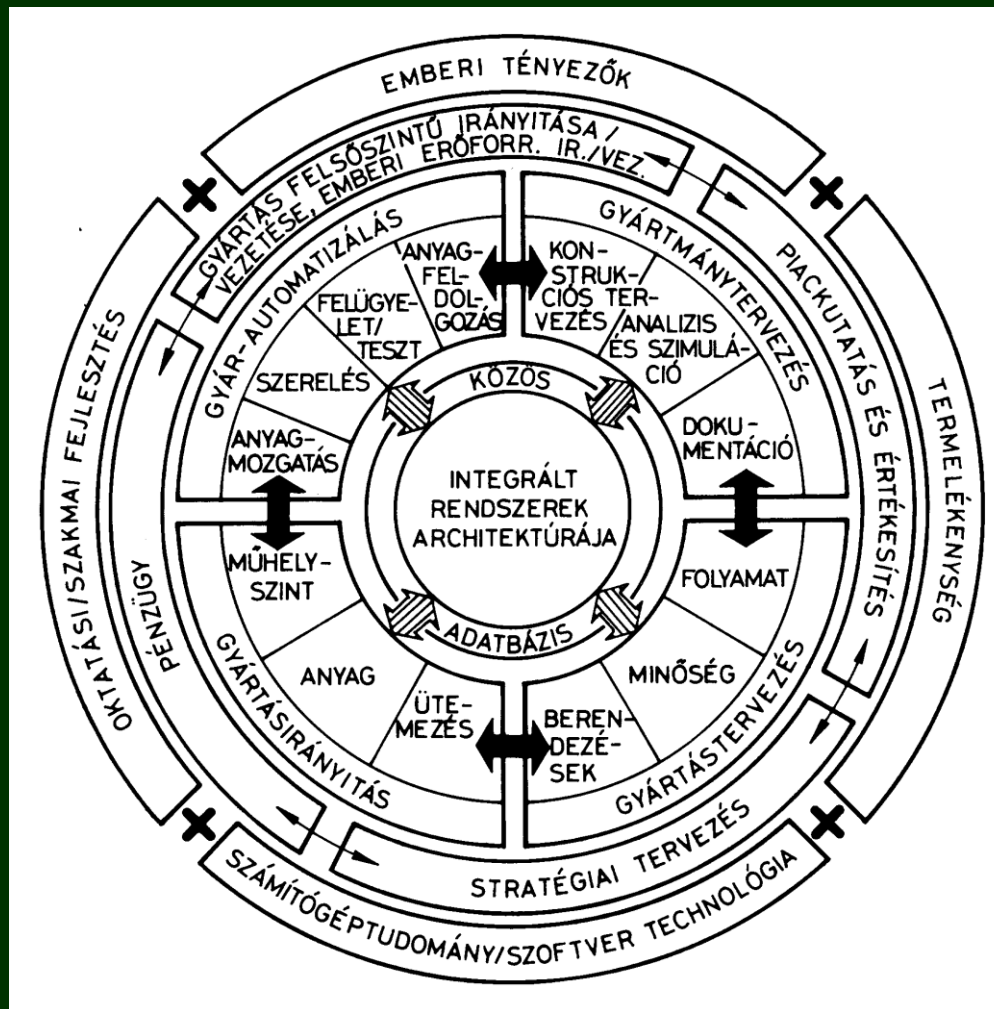 EMBERI TÉNYEZŐK
GYÁRTÁS FELSŐSZINTŰ IRÁNYITÁSA /
VEZETÉSE, EMBERI ERŐFORR. IR./VEZ.
PIACKUTATÁS ÉS ÉRTÉKESÍTÉS
TERMELÉKENYSÉG
OKTATÁSI/SZAKMAI FEJLESZTÉS
PÉNZÜGY
GYÁR-AUTOMATIZÁLÁS
ANYAG-
FEL-
DOL-
GOZÁS
FELÜGYE-
LET/
TESZT
SZERELÉS
ANYAG-
MOZGATÁS
GYÁRTMÁNYTERVEZÉS
KON-
STRUK-
CIÓS TER-
VEZÉS
ANALIZIS
ÉS SZIMULÁ-
CIÓ
DOKU-
MENTÁCIÓ
KÖZÖS
INTEGRÁLT
RENDSZEREK
ARCHITEKTÚRÁJA
ADATBÁZIS
MŰHELY-
SZINT
ANYAG
ÜTE-
MEZÉS
GYÁRTÁSIRÁNYITÁS
FOLYAMAT
MINŐSÉG
BEREN-
DEZÉ-
SEK
GYÁRTÁSTERVEZÉS
STRATÉGIAI TERVEZÉS
SZÁMÍTÓGÉPTUDOMÁNY/SZOFTVER TECHNOLÓGIA